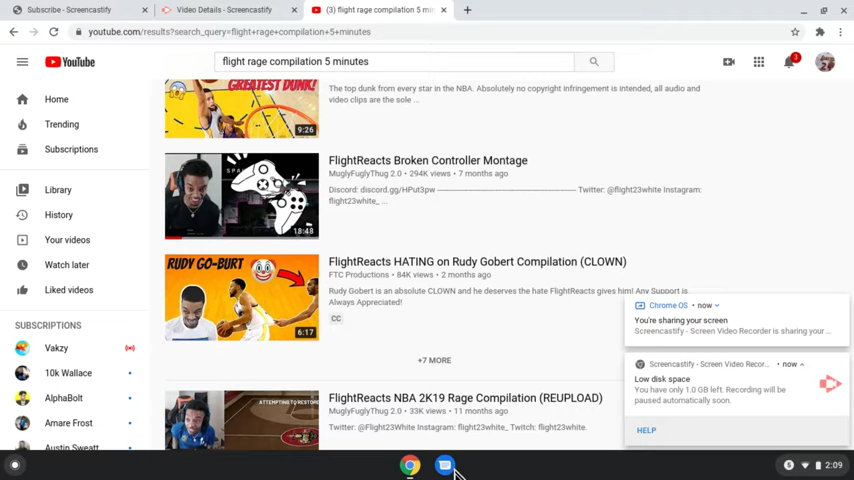 Subscribe - Screencastify
Video Details - Screencastify
(3) flight rage compilation 5 min
youtube.com/results?search_query=flight+rage+compilation+5+minutes
YouTube
flight rage compilation 5 minutes
3
GREATEST DUNK!
9:26
The top dunk from every star in the NBA. Absolutely no copyright infringement is intended, all audio and
video clips are the sole ...
Home
Trending
Subscriptions
Library
History
Your videos
Watch later
Liked videos
SUBSCRIPTIONS
Vakzy
10k Wallace
AlphaBolt
Amare Frost
Austin Sweatt
18:48
FlightReacts Broken Controller Montage
MuglyFuglyThug 2.0 • 294K views • 7 months ago
Discord: discord.gg/HPut3pw Twitter: @flight23white Instagram:
flight23white_ ...
RUDY GO-BURT
6:17
FlightReacts HATING on Rudy Gobert Compilation (CLOWN)
FTC Productions • 84K views • 2 months ago
Rudy Gobert is an absolute CLOWN and he deserves the hate FlightReacts gives him! Any Support is
Always Appreciated!
CC
+7 MORE
ATTEMPTING TO RESTORE
FlightReacts NBA 2K19 Rage Compilation (REUPLOAD)
MuglyFuglyThug 2.0 • 33K views • 11 months ago
Twitter: @Flight23White Instagram: flight23white_ Twitch: flight23white.
Chrome OS • now
You're sharing your screen
Screencastify - Screen Video Recorder is sharing your ...
Screencastify - Screen Video Recor... • now
Low disk space
You have only 1.0 GB left. Recording will be
paused automatically soon.
HELP
5
2:09